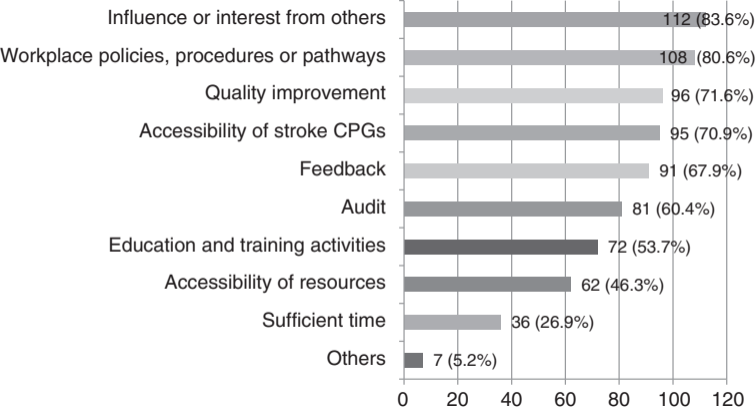 Influence or interest from others 112 (83.6%)
Workplace policies, procedures or pathways 108 (80.6%)
Quality improvement 96 (71.6%)
Accessibility of stroke CPGs 95 (70.9%)
Feedback 91 (67.9%)
Audit 81 (60.4%)
Education and training activities 72 (53.7%)
Accessibility of resources 62 (46.3%)
Sufficient time 36 (26.9%)
Others 7 (5.2%)
0 20 40 60 80 100 120